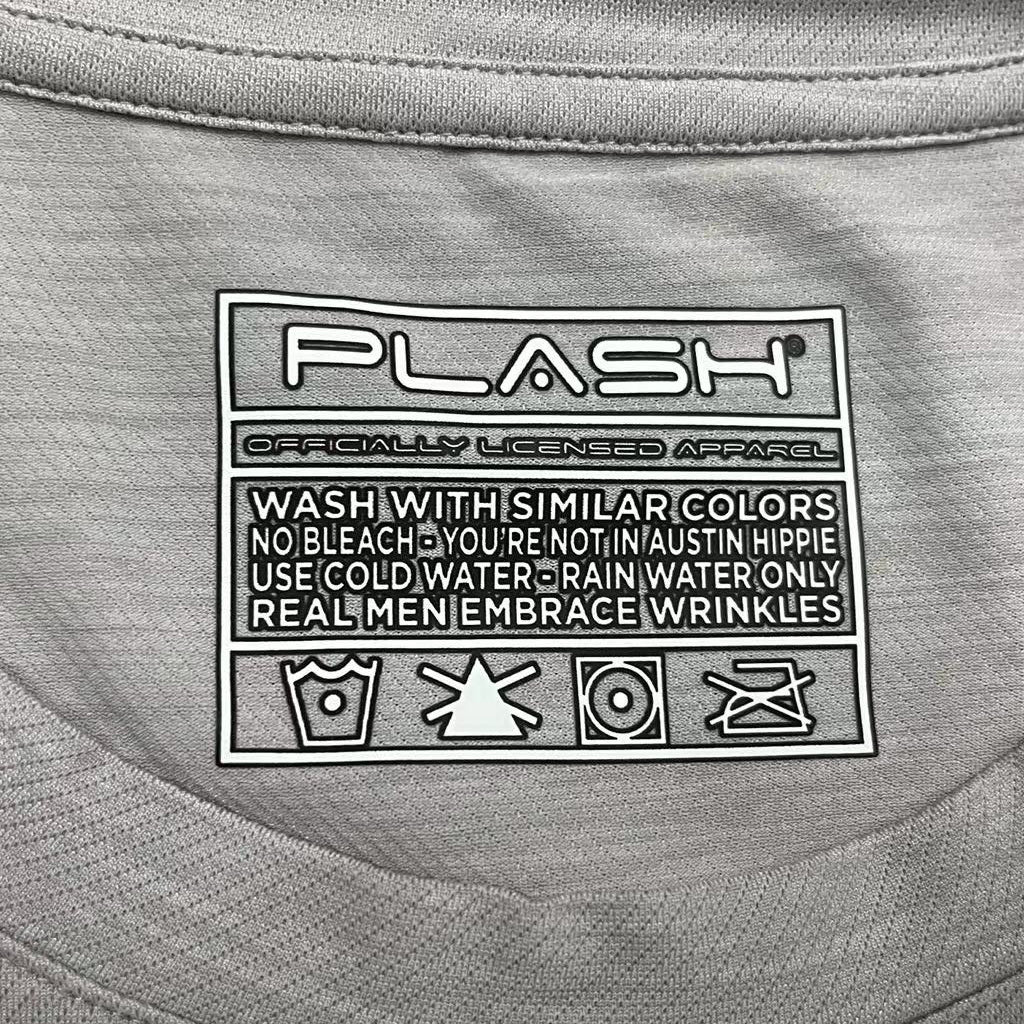 PLASH®
OFFICIALLY LICENSED APPAREL
WASH WITH SIMILAR COLORS
NO BLEACH - YOU'RE NOT IN AUSTIN HIPPIE
USE COLD WATER - RAIN WATER ONLY
REAL MEN EMBRACE WRINKLES